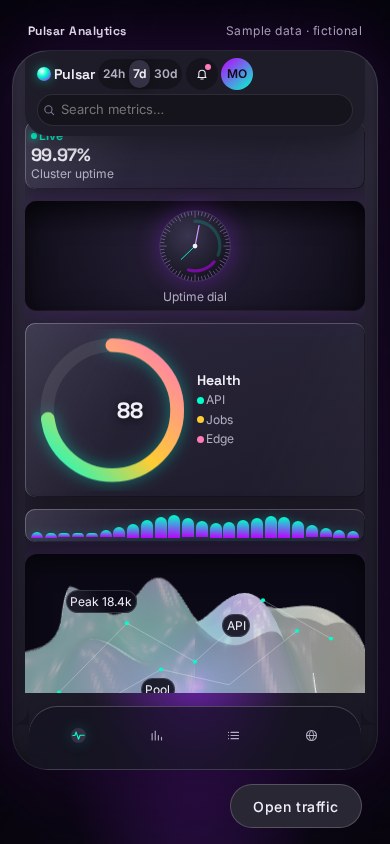 Pulsar Analytics
Sample data · fictional
Pulsar
24h
7d
30d
MO
Search metrics...
Live
99.97%
Cluster uptime
Uptime dial
88
Health
API
Jobs
Edge
Peak 18.4k
API
Pool
Open traffic